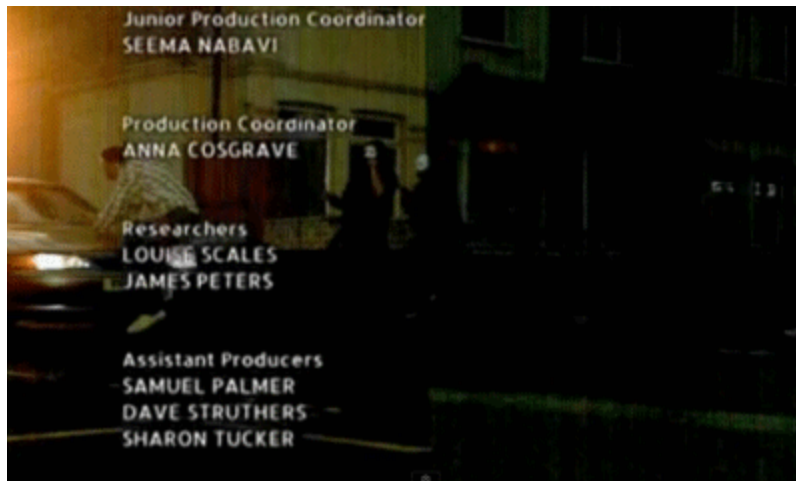 Junior Production Coordinator
SEEMA NABAVI
Production Coordinator
ANNA COSGRAVE
Researchers
LOUISE SCALES
JAMES PETERS
Assistant Producers
SAMUEL PALMER
DAVE STRUTHERS
SHARON TUCKER